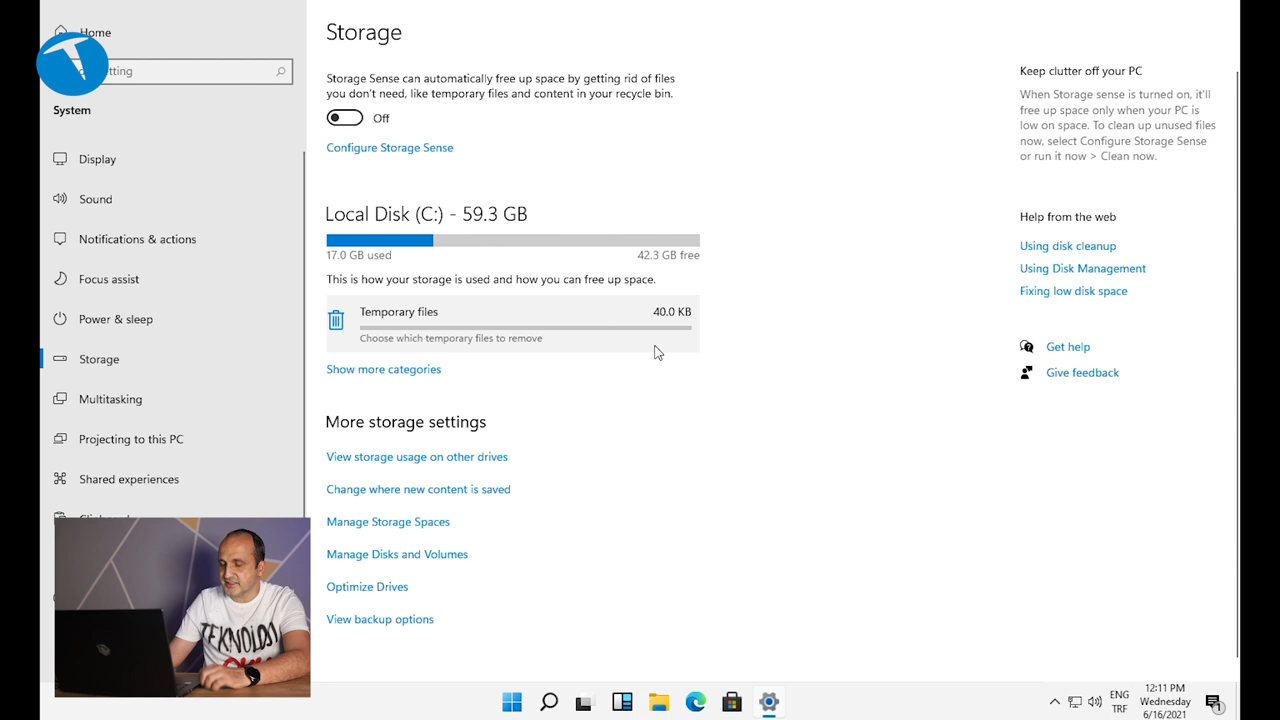 Home
etting
System
Display
Sound
Notifications & actions
Focus assist
Power & sleep
Storage
Multitasking
Projecting to this PC
Shared experiences
Storage
Storage Sense can automatically free up space by getting rid of files
you don't need, like temporary files and content in your recycle bin.
Off
Configure Storage Sense
Local Disk (C:) - 59.3 GB
17.0 GB used
42.3 GB free
This is how your storage is used and how you can free up space.
Temporary files
40.0 KB
Choose which temporary files to remove
Show more categories
More storage settings
View storage usage on other drives
Change where new content is saved
Manage Storage Spaces
Manage Disks and Volumes
Optimize Drives
View backup options
Keep clutter off your PC
When Storage sense is turned on, it'll
free up space only when your PC is
low on space. To clean up unused files
now, select Configure Storage Sense
or run it now > Clean now.
Help from the web
Using disk cleanup
Using Disk Management
Fixing low disk space
Get help
Give feedback
TEKNOLOJİ
ENG
TRF
12:11 PM
Wednesday
6/16/2021
1